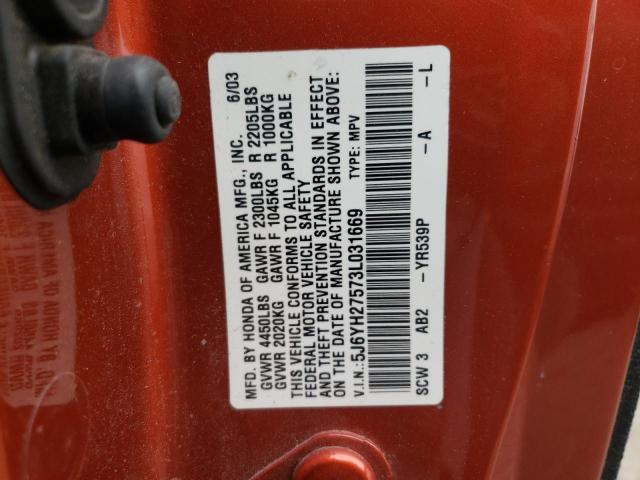 MFD. BY HONDA OF AMERICA MFG., INC. 6/03
GVWR 4450LBS GAWR F 2300LBS R 2205LBS
GVWR 2020KG GAWR F 1045KG R 1000KG
THIS VEHICLE CONFORMS TO ALL APPLICABLE
FEDERAL MOTOR VEHICLE SAFETY
AND THEFT PREVENTION STANDARDS IN EFFECT
ON THE DATE OF MANUFACTURE SHOWN ABOVE:
V.I.N.: 5J6YH27573L031669 TYPE: MPV
SCW 3 AB2 – YR539P – A – L